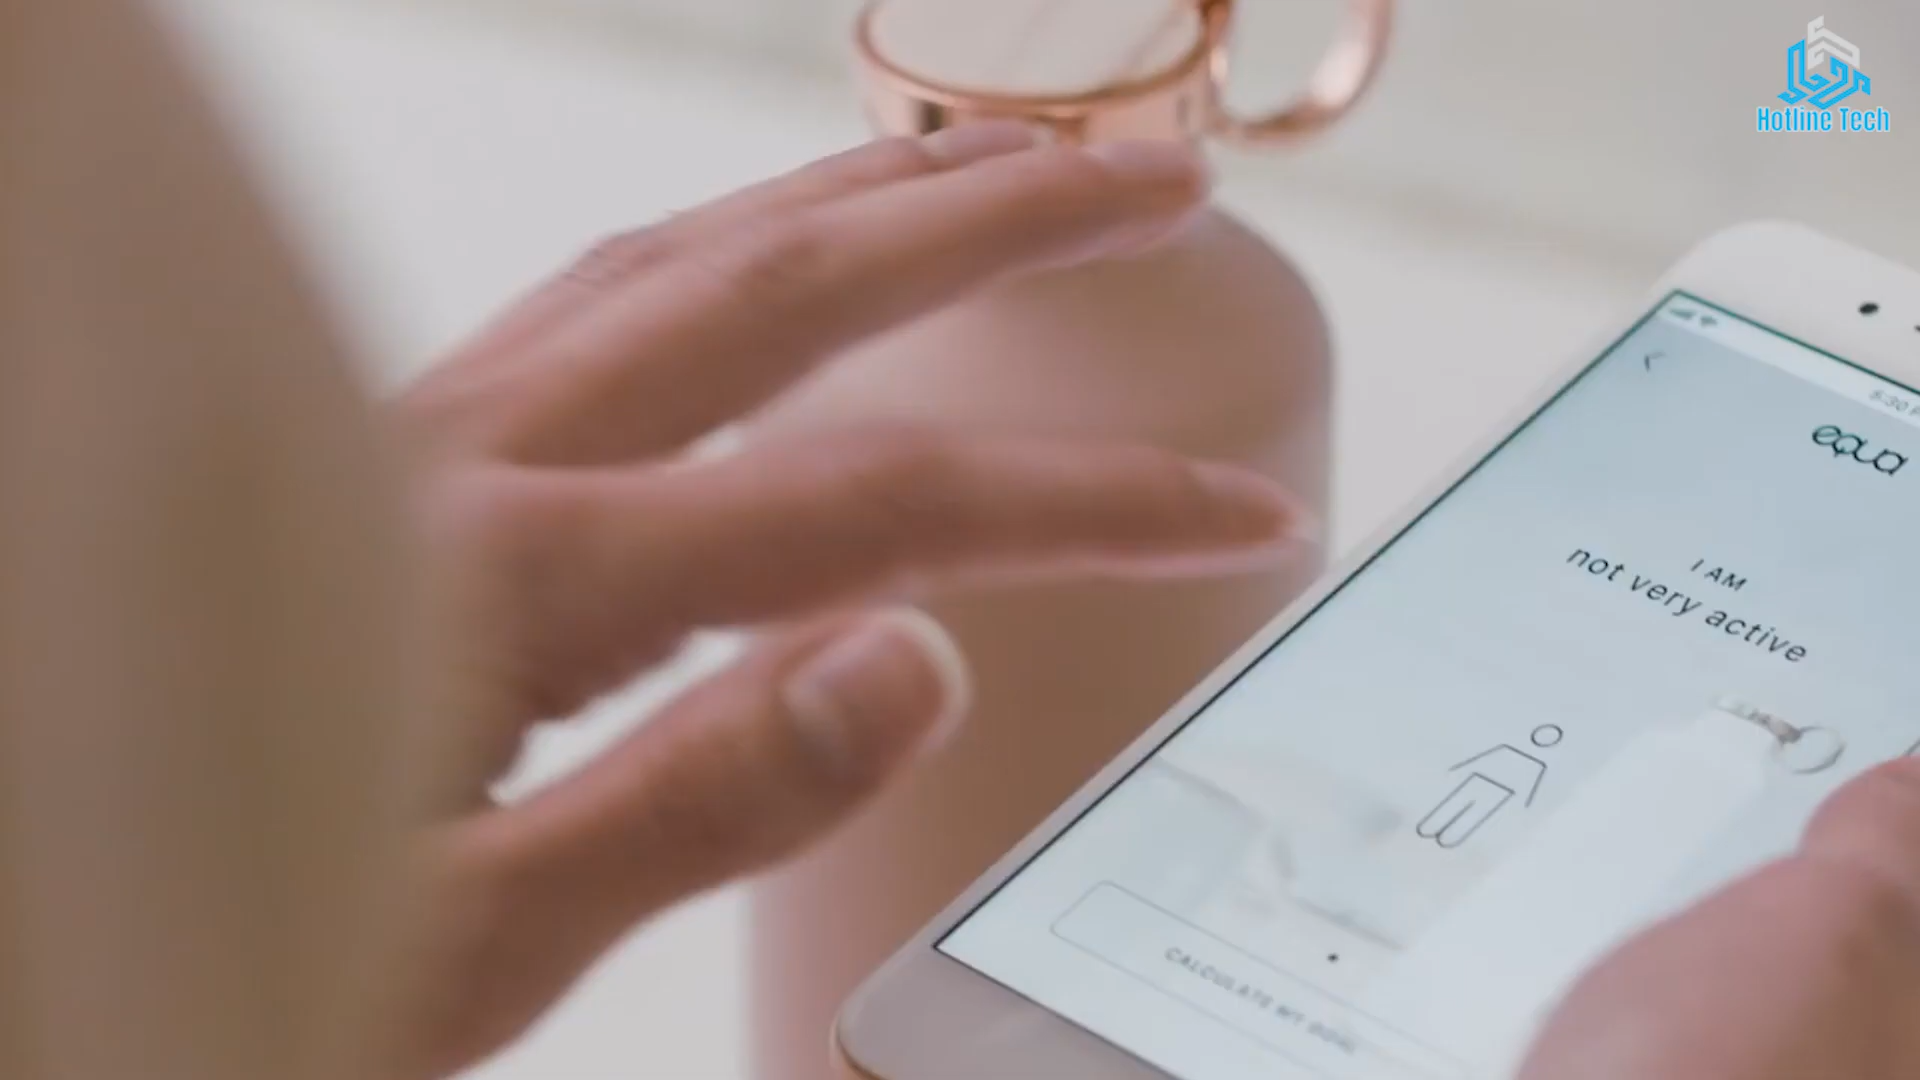 Hotline Tech
equa
I AM
not very active
CALCULATE MY GOAL